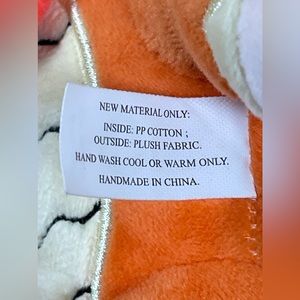 NEW MATERIAL ONLY:
INSIDE: PP COTTON ;
OUTSIDE: PLUSH FABRIC.
HAND WASH COOL OR WARM ONLY.
HANDMADE IN CHINA.